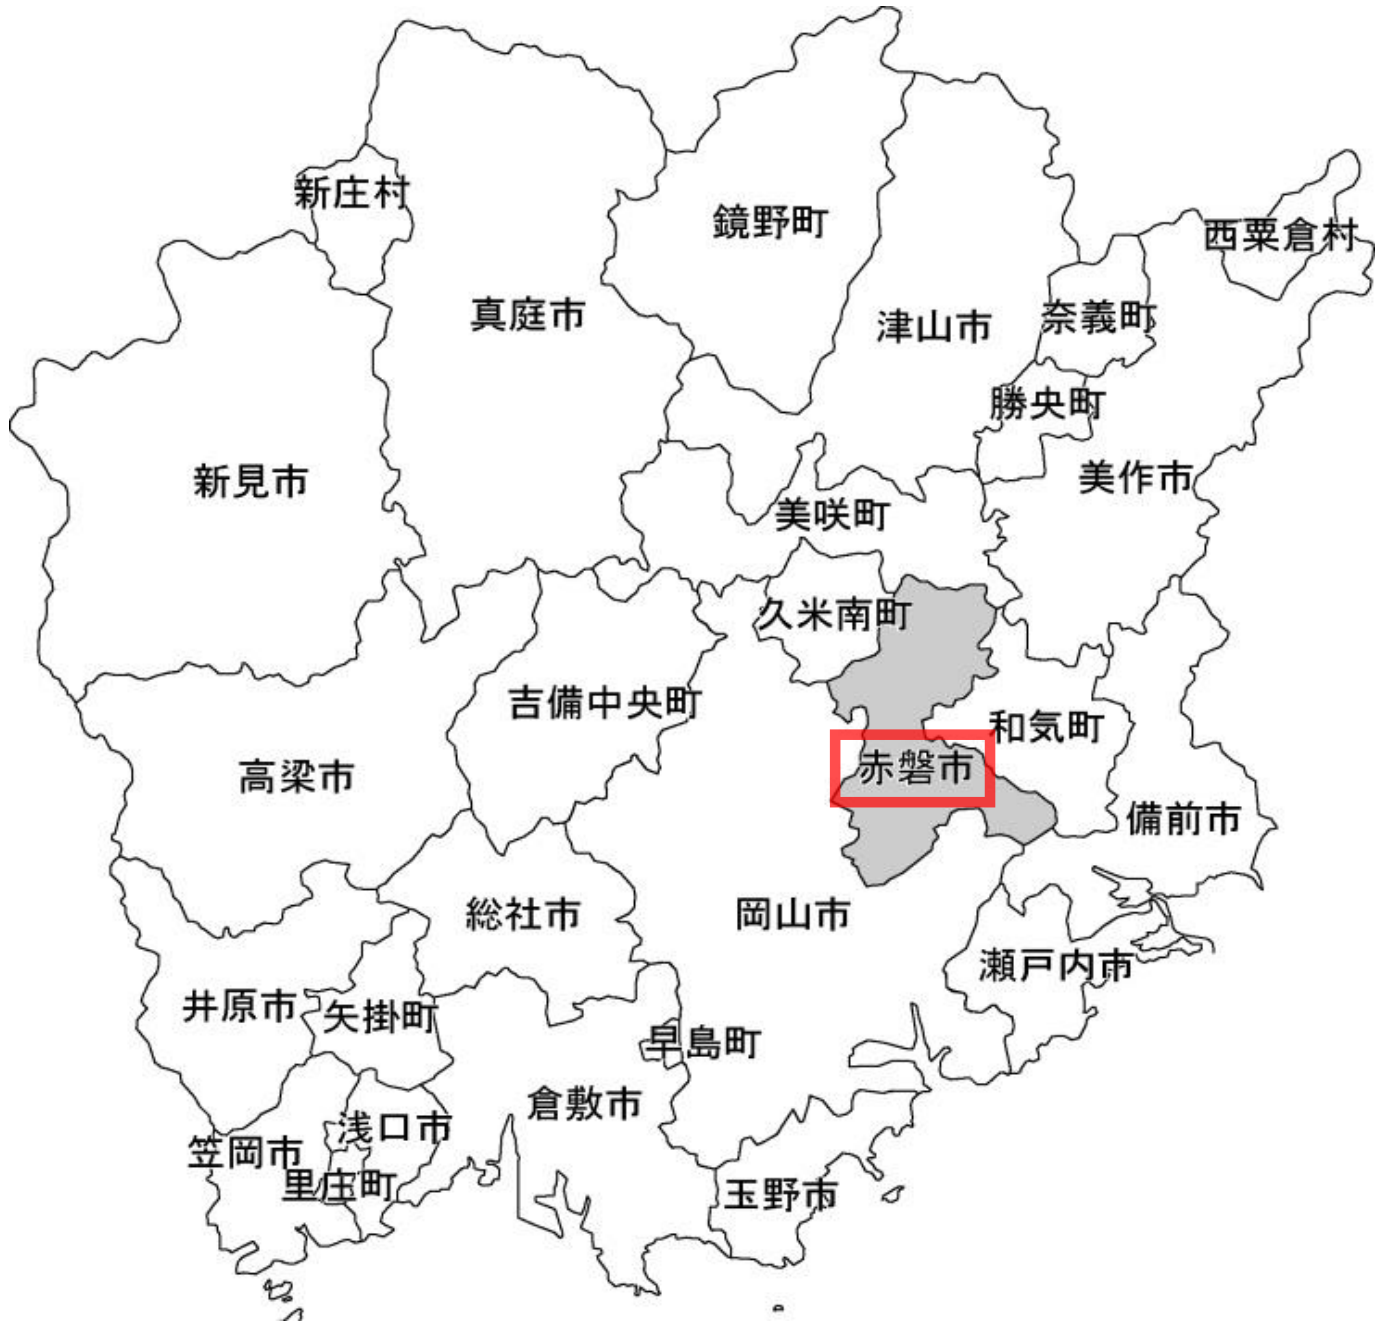 新庄村
鏡野町
西粟倉村
真庭市
津山市
奈義町
勝央町
新見市
美作市
美咲町
久米南町
吉備中央町
和気町
高梁市
赤磐市
備前市
総社市
岡山市
瀬戸内市
井原市
矢掛町
早島町
倉敷市
浅口市
笠岡市
里庄町
玉野市